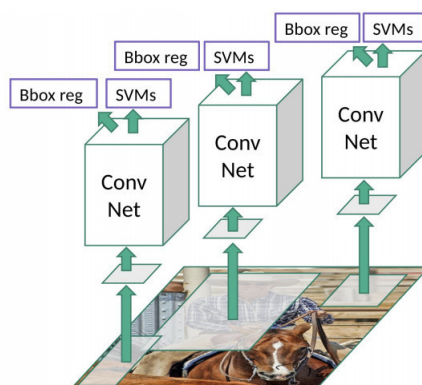 Bbox reg SVMs
Bbox reg SVMs
Bbox reg SVMs
Conv
Net
Conv
Net
Conv
Net